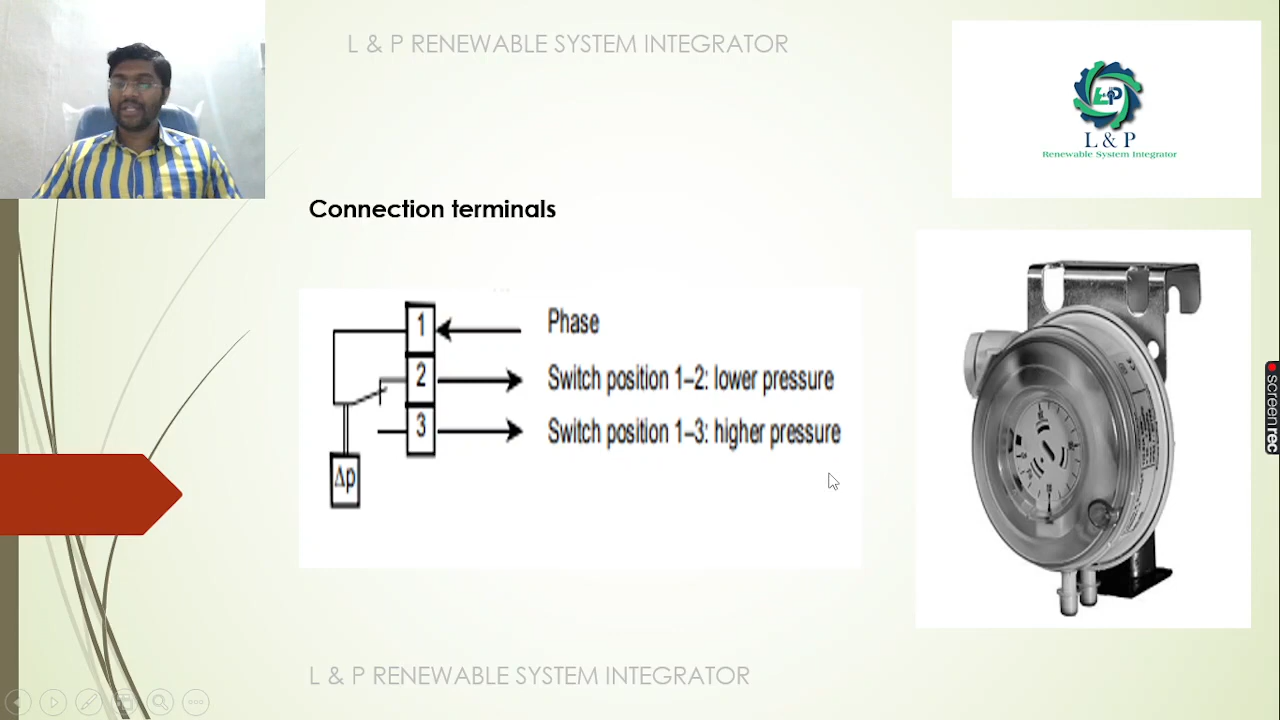 L & P RENEWABLE SYSTEM INTEGRATOR
L&P
L & P
Renewable System Integrator
Connection terminals
1
Phase
2
Switch position 1–2: lower pressure
3
Switch position 1–3: higher pressure
Δp
screenrec
L & P RENEWABLE SYSTEM INTEGRATOR